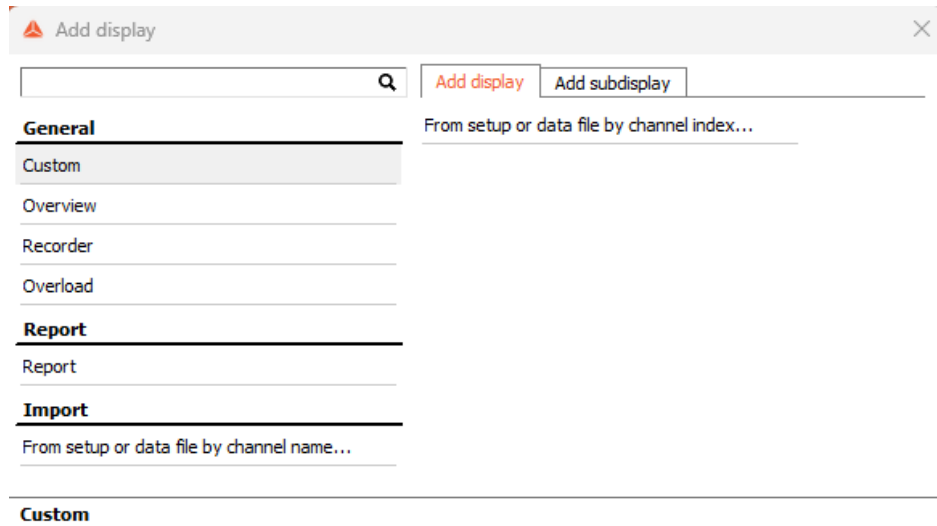 Add display
Add display
Add subdisplay
General
Custom
Overview
Recorder
Overload
Report
Report
Import
From setup or data file by channel name...
From setup or data file by channel index...
Custom